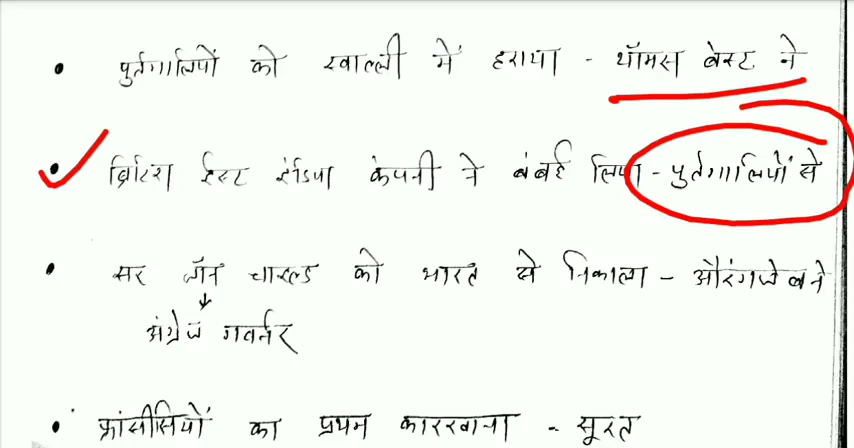 • पुर्तगालियों को स्वाल्ली में हराया - थॉमस बेस्ट ने
• ब्रिटिश ईस्ट इंडिया कंपनी ने बंबई लिया - पुर्तगालियों से
• सर जॉन चाइल्ड को भारत से निकाला - औरंगजेब ने
↓
अंग्रेज गवर्नर
• फ्रांसीसियों का प्रथम कारखाना - सूरत